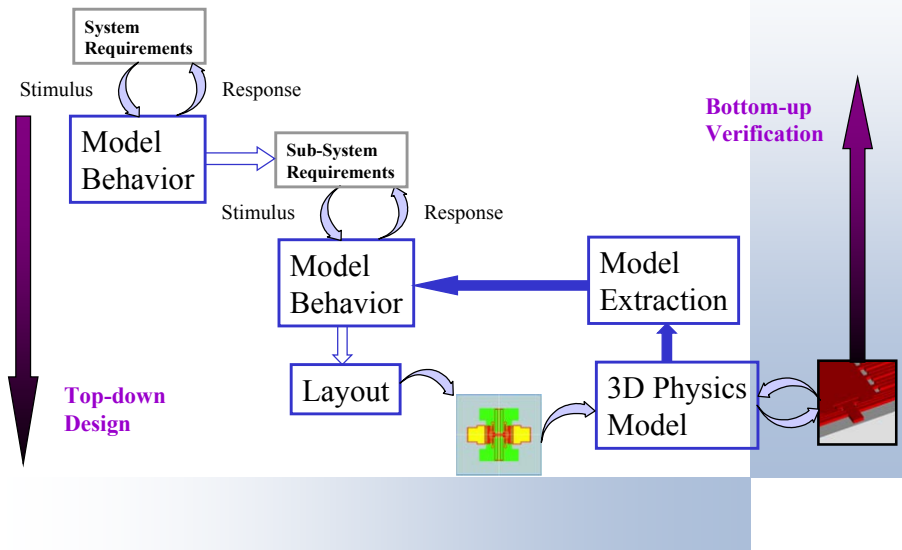 System
Requirements
Stimulus
Response
Model
Behavior
Sub-System
Requirements
Stimulus
Response
Bottom-up
Verification
Model
Behavior
Model
Extraction
Layout
3D Physics
Model
Top-down
Design